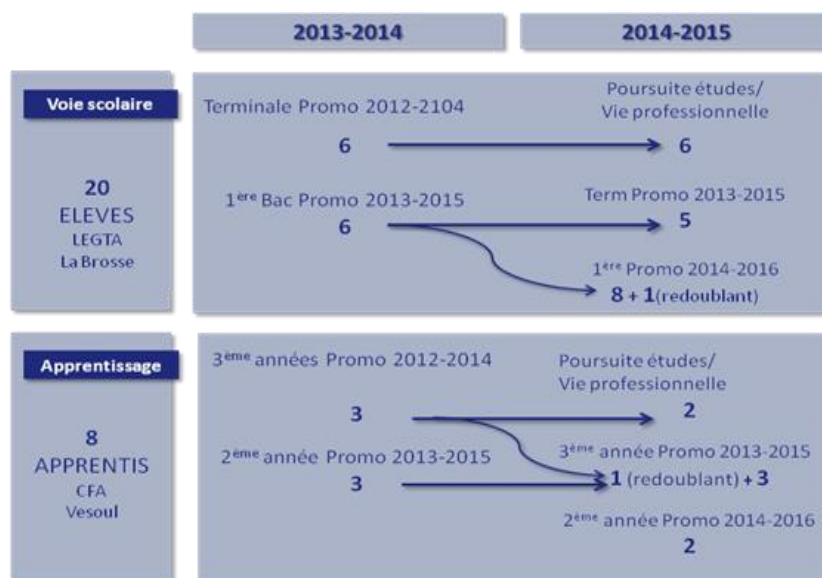 2013-2014
2014-2015
Voie scolaire
20
ELEVES
LEGTA
La Brosse
Terminale Promo 2012-2104
6
Poursuite études/
Vie professionnelle
6
1ère Bac Promo 2013-2015
6
Term Promo 2013-2015
5
1ère Promo 2014-2016
8 + 1(redoublant)
Apprentissage
8
APPRENTIS
CFA
Vesoul
3ème années Promo 2012-2014
3
Poursuite études/
Vie professionnelle
2
2ème année Promo 2013-2015
3
3ème année Promo 2013-2015
1 (redoublant) + 3
2ème année Promo 2014-2016
2